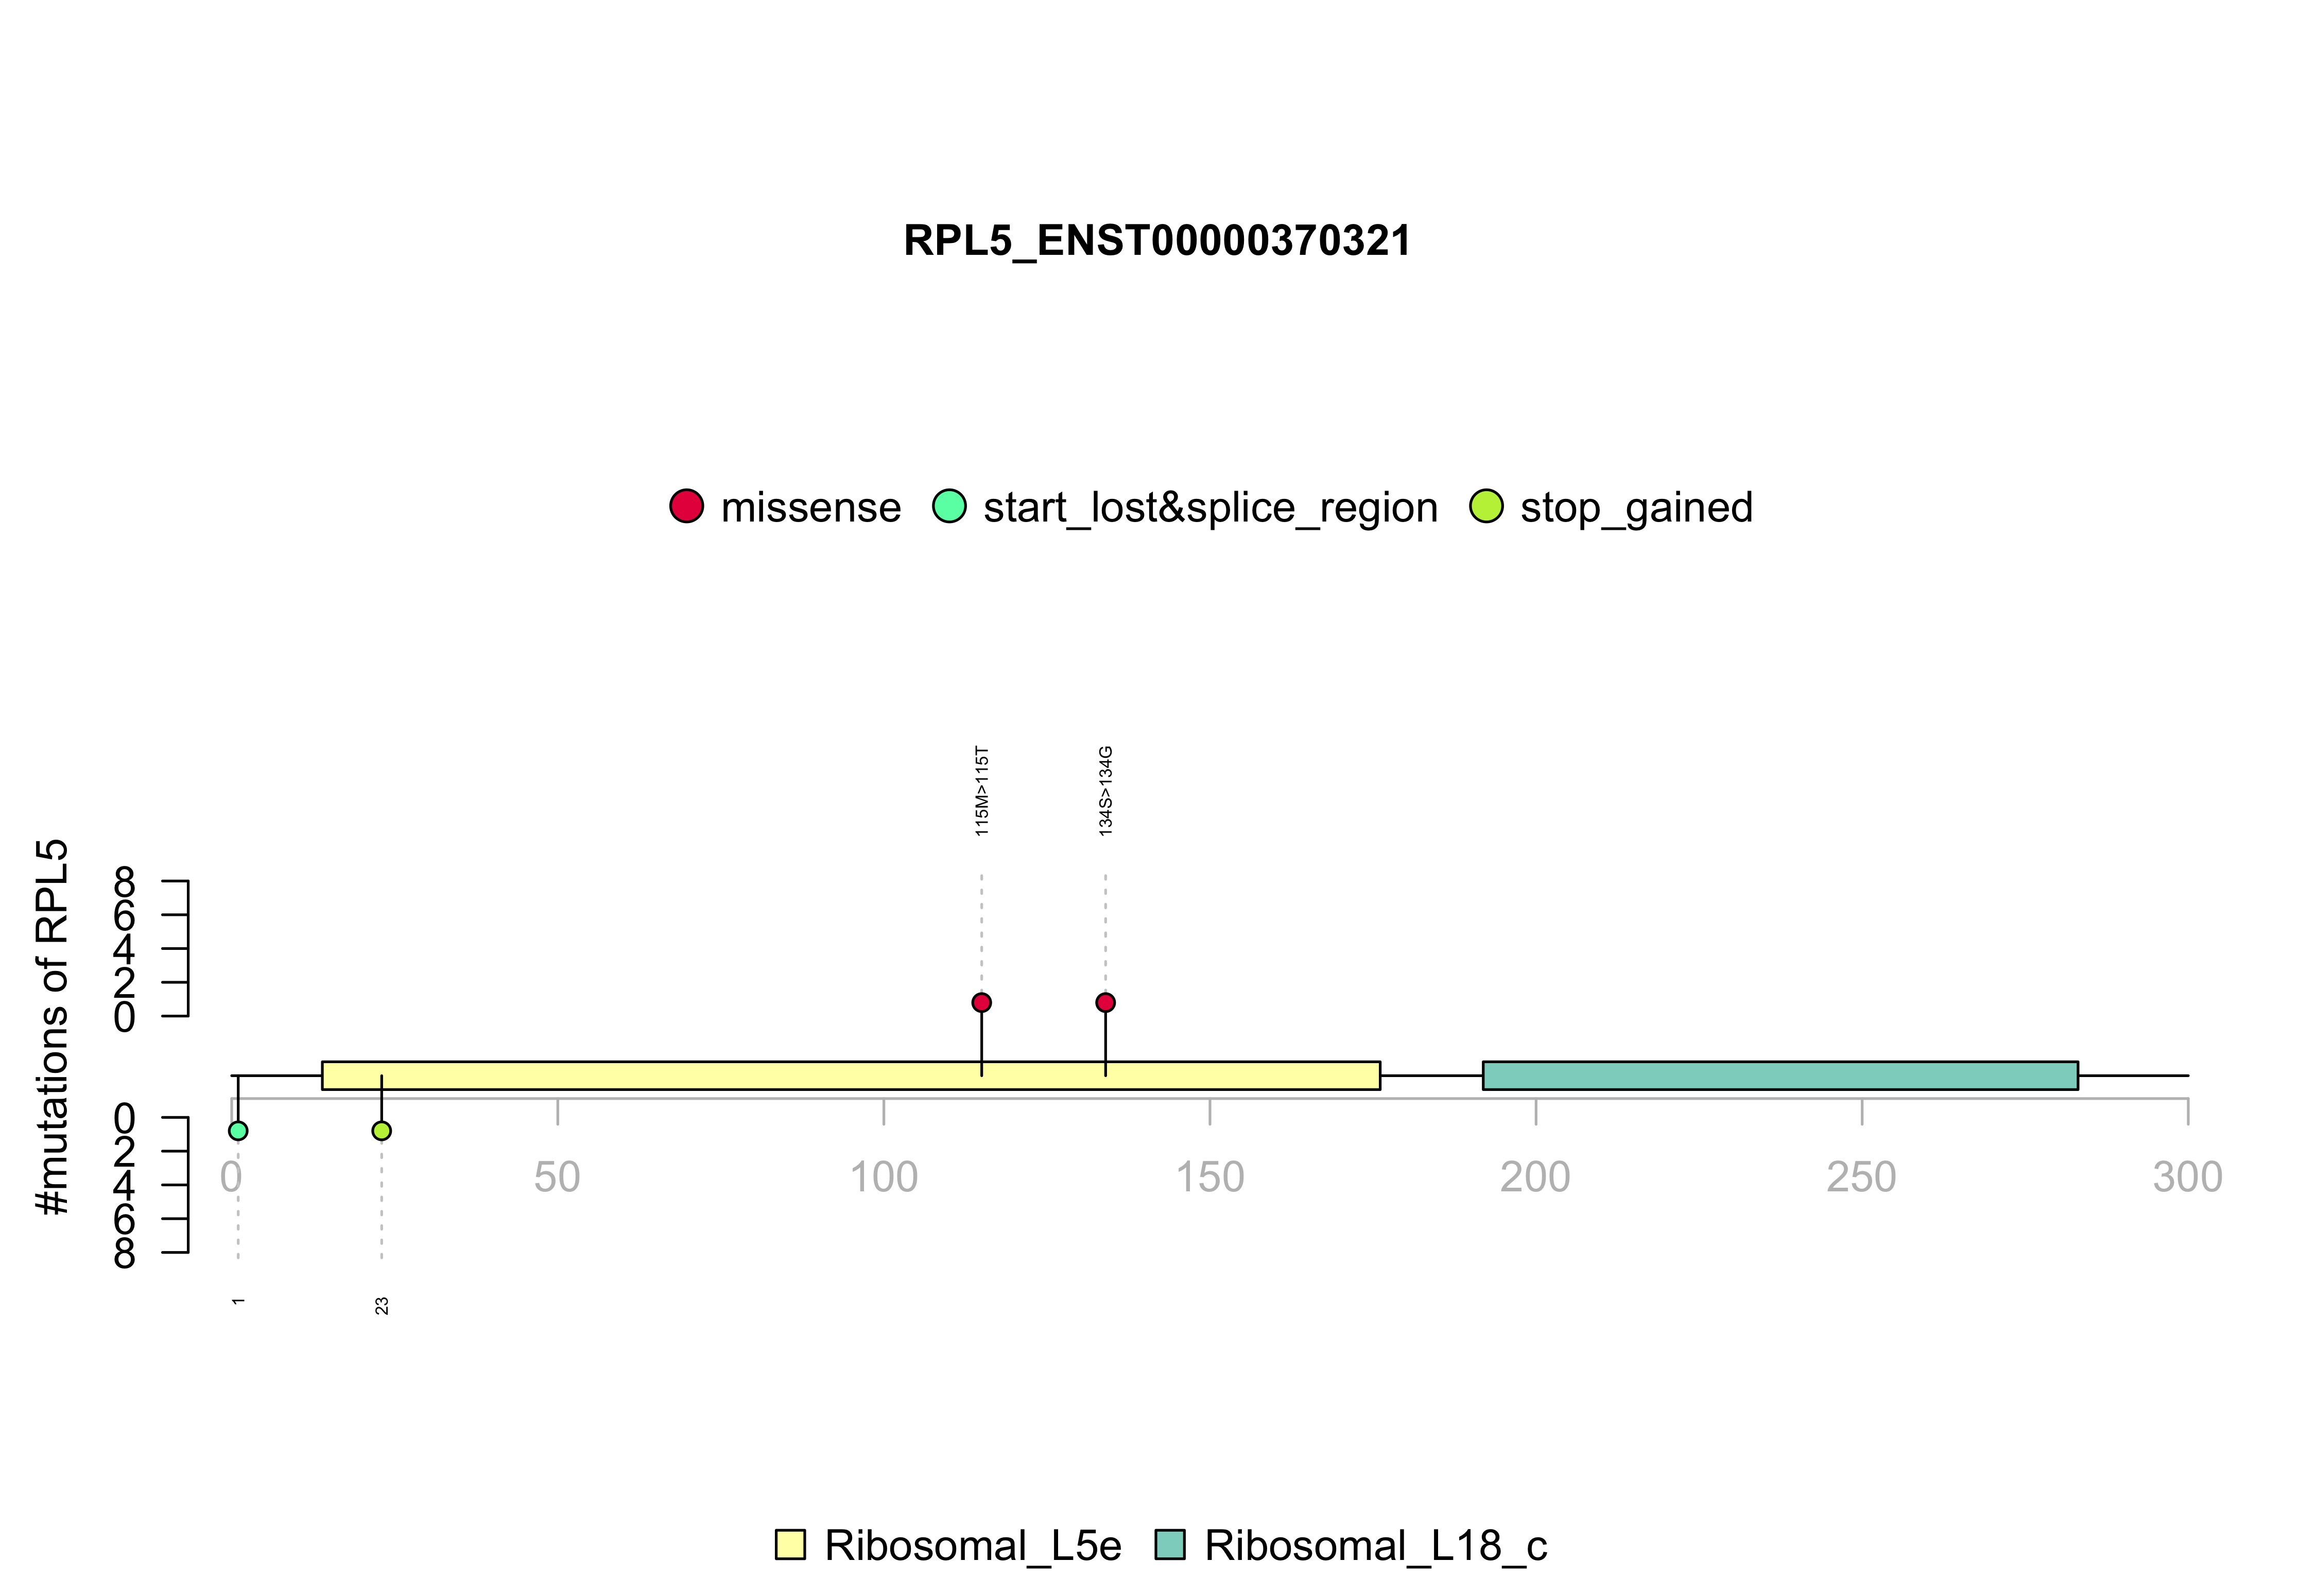 RPL5_ENST00000370321
missense start_lost&splice_region stop_gained
115M>115T
134S>134G
#mutations of RPL5
8
6
4
2
0
0
2
4
6
8
0 50 100 150 200 250 300
1
23
Ribosomal_L5e Ribosomal_L18_c